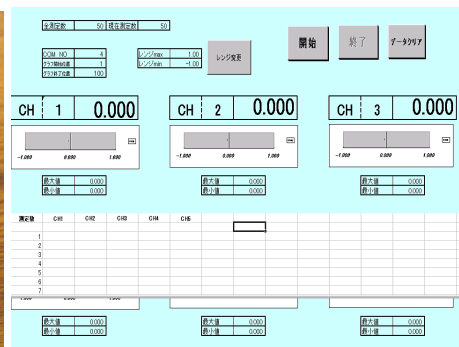 全測定数 50 現在測定数 50
開始
終了
データクリア
COM NO 4
グラフ開始位置 1
グラフ終了位置 100
レンジmax 1.00
レンジmin -1.00
レンジ変更
CH 1 0.000
CH 2 0.000
CH 3 0.000
-1.000 0.000 1.000
-1.000 0.000 1.000
-1.000 0.000 1.000
最大値 0.000
最小値 0.000
最大値 0.000
最小値 0.000
最大値 0.000
最小値 0.000
測定数 CH1 CH2 CH3 CH4 CH5
1
2
3
4
5
6
7
最大値 0.000
最小値 0.000
最大値 0.000
最小値 0.000
最大値 0.000
最小値 0.000